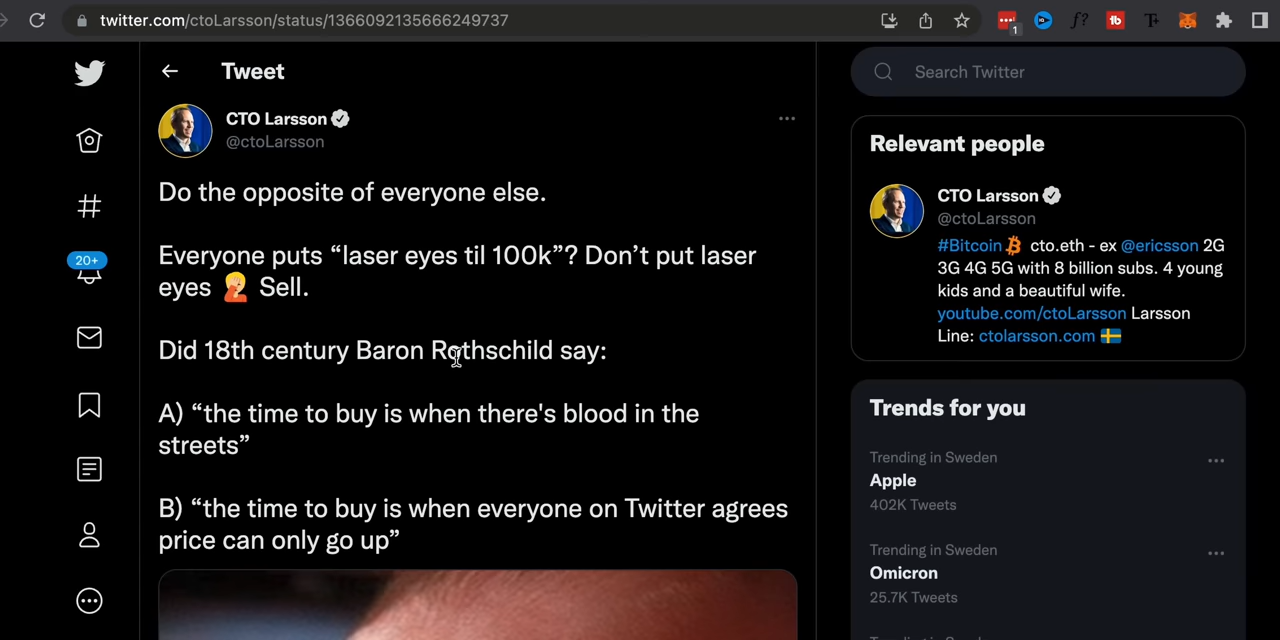 twitter.com/ctoLarsson/status/1366092135666249737
1
Tweet
Search Twitter
CTO Larsson
@ctoLarsson
Do the opposite of everyone else.
Everyone puts “laser eyes til 100k”? Don’t put laser
eyes 🤦 Sell.
Did 18th century Baron Rothschild say:
A) “the time to buy is when there's blood in the
streets”
B) “the time to buy is when everyone on Twitter agrees
price can only go up”
20+
Relevant people
CTO Larsson
@ctoLarsson
#Bitcoin cto.eth - ex @ericsson 2G
3G 4G 5G with 8 billion subs. 4 young
kids and a beautiful wife.
youtube.com/ctoLarsson Larsson
Line: ctolarsson.com 🇸🇪
Trends for you
Trending in Sweden
Apple
402K Tweets
Trending in Sweden
Omicron
25.7K Tweets